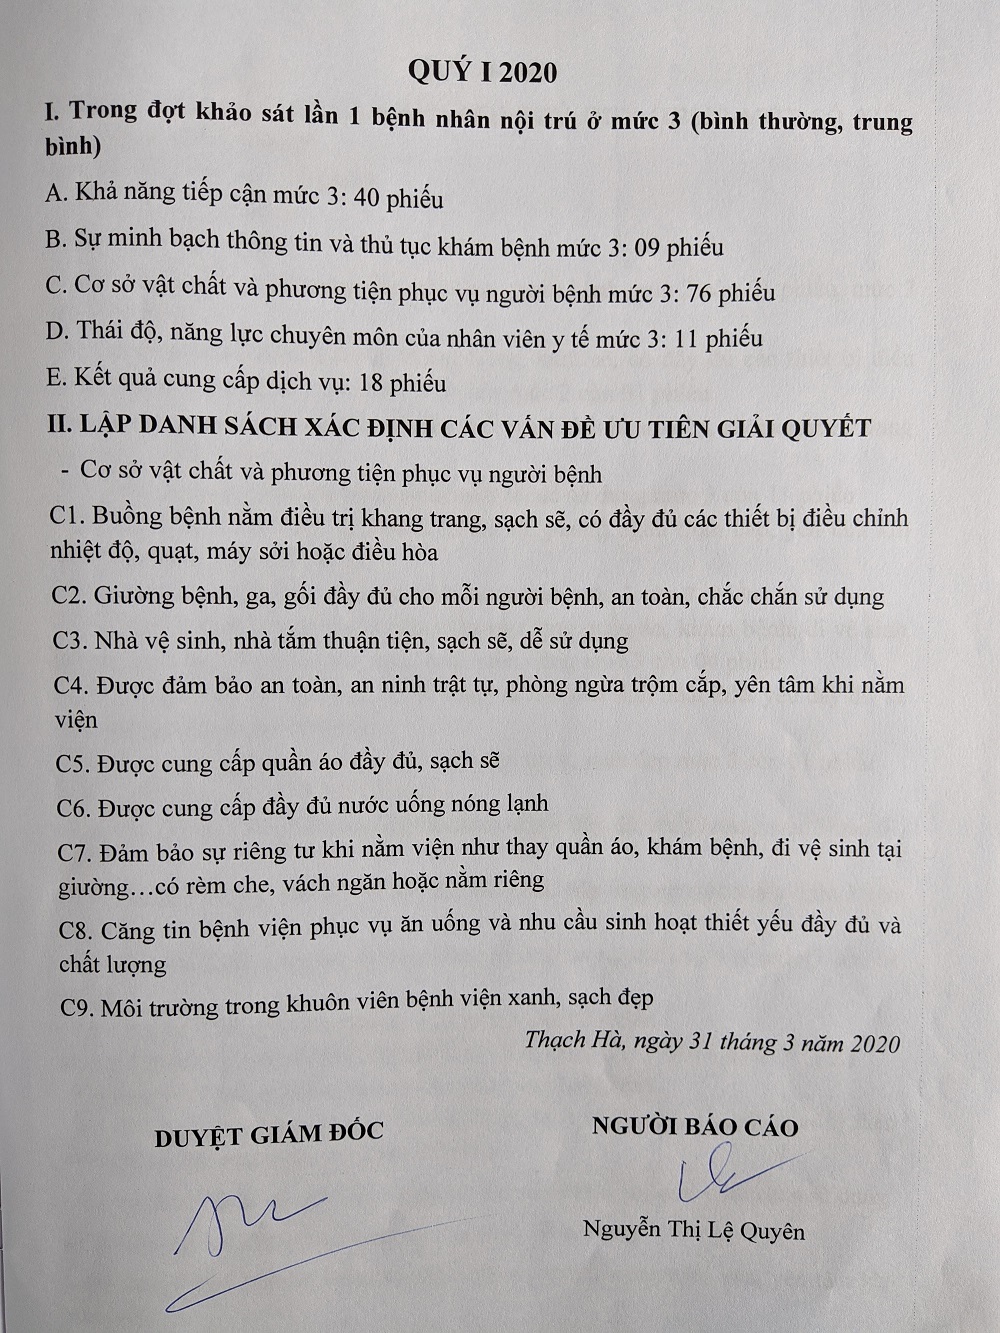 QUÝ I 2020
I. Trong đợt khảo sát lần 1 bệnh nhân nội trú ở mức 3 (bình thường, trung
bình)
A. Khả năng tiếp cận mức 3: 40 phiếu
B. Sự minh bạch thông tin và thủ tục khám bệnh mức 3: 09 phiếu
C. Cơ sở vật chất và phương tiện phục vụ người bệnh mức 3: 76 phiếu
D. Thái độ, năng lực chuyên môn của nhân viên y tế mức 3: 11 phiếu
E. Kết quả cung cấp dịch vụ: 18 phiếu
II. LẬP DANH SÁCH XÁC ĐỊNH CÁC VẤN ĐỀ ƯU TIÊN GIẢI QUYẾT
- Cơ sở vật chất và phương tiện phục vụ người bệnh
C1. Buồng bệnh nằm điều trị khang trang, sạch sẽ, có đầy đủ các thiết bị điều chỉnh
nhiệt độ, quạt, máy sởi hoặc điều hòa
C2. Giường bệnh, ga, gối đầy đủ cho mỗi người bệnh, an toàn, chắc chắn sử dụng
C3. Nhà vệ sinh, nhà tắm thuận tiện, sạch sẽ, dễ sử dụng
C4. Được đảm bảo an toàn, an ninh trật tự, phòng ngừa trộm cắp, yên tâm khi nằm
viện
C5. Được cung cấp quần áo đầy đủ, sạch sẽ
C6. Được cung cấp đầy đủ nước uống nóng lạnh
C7. Đảm bảo sự riêng tư khi nằm viện như thay quần áo, khám bệnh, đi vệ sinh tại
giường…có rèm che, vách ngăn hoặc nằm riêng
C8. Căng tin bệnh viện phục vụ ăn uống và nhu cầu sinh hoạt thiết yếu đầy đủ và
chất lượng
C9. Môi trường trong khuôn viên bệnh viện xanh, sạch đẹp
Thạch Hà, ngày 31 tháng 3 năm 2020
DUYỆT GIÁM ĐỐC
NGƯỜI BÁO CÁO
Nguyễn Thị Lệ Quyên